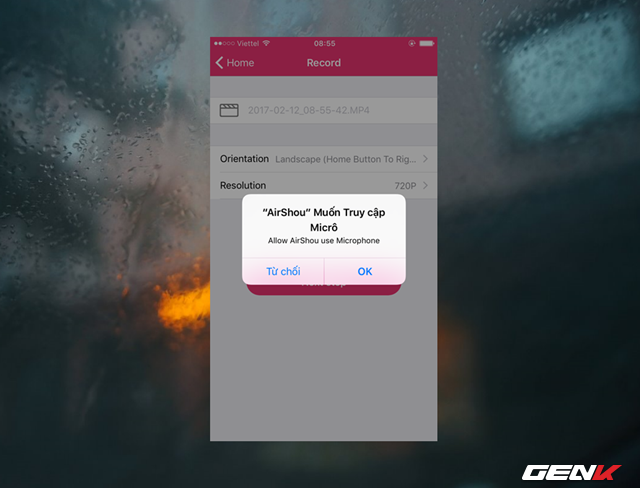 Viettel 08:55
Home Record
2017-02-12_08-55-42.MP4
Orientation Landscape (Home Button To Rig...
Resolution 720P
“AirShou” Muốn Truy cập
Micrô
Allow AirShou use Microphone
Từ chối OK
GENK